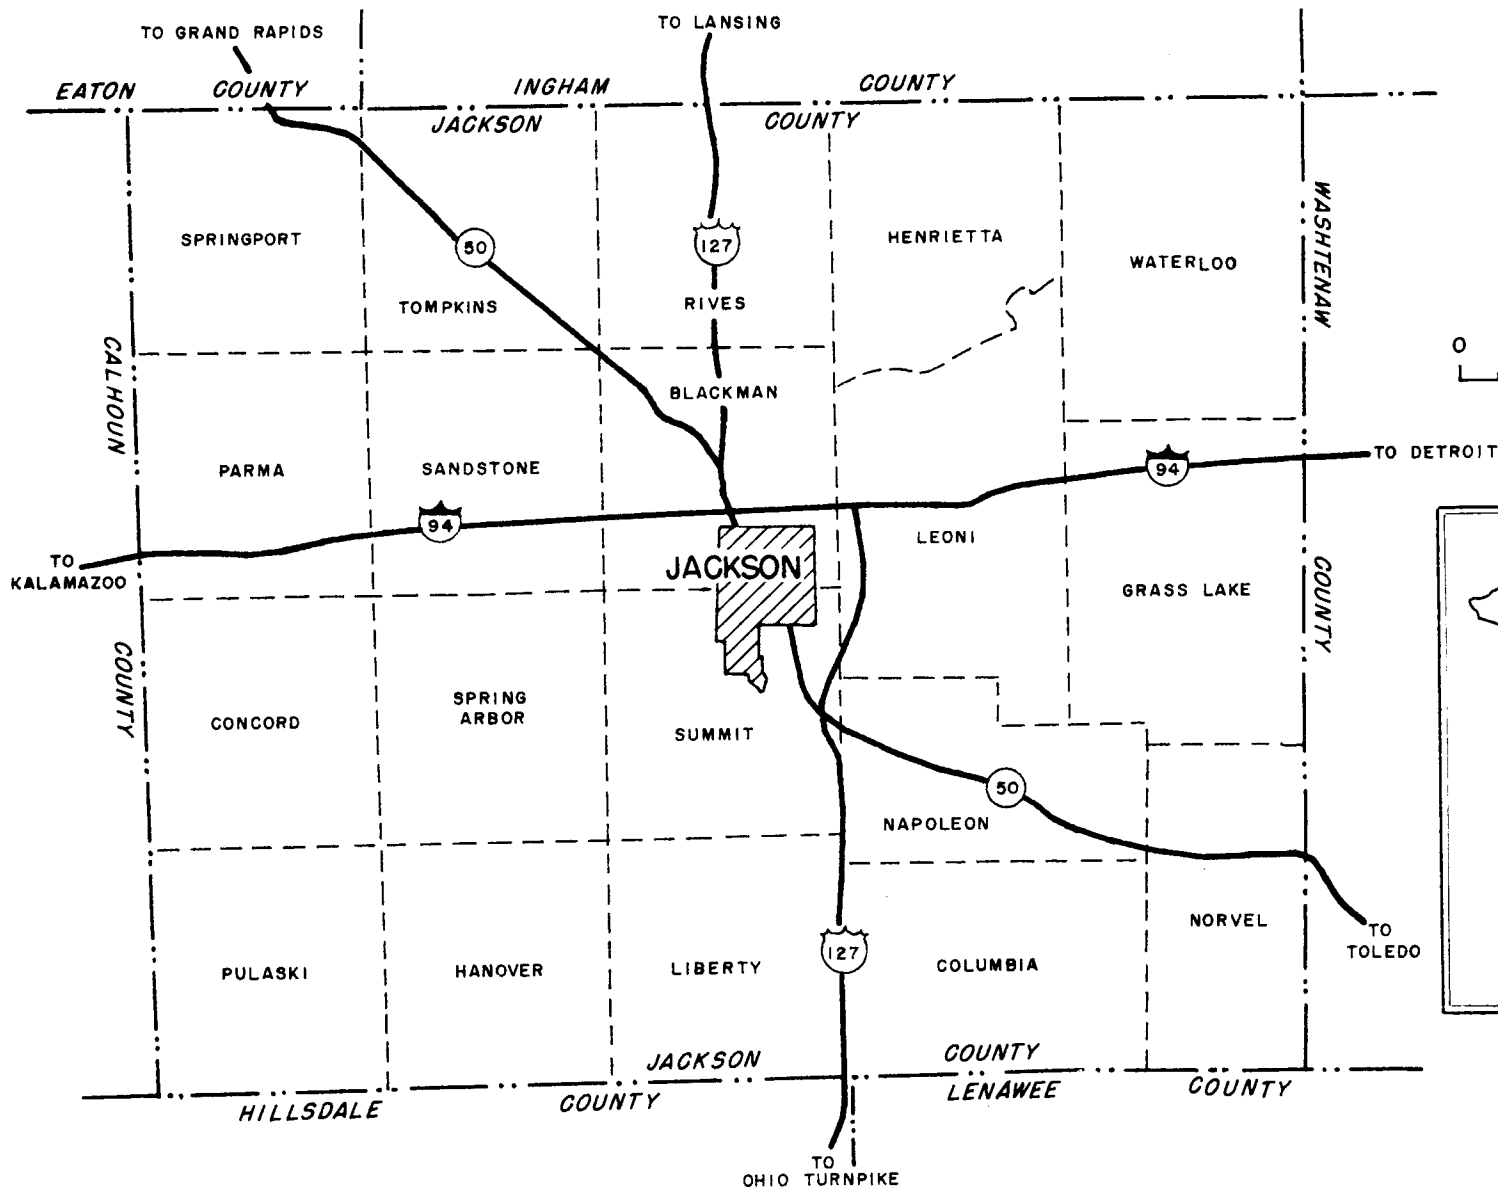 TO GRAND RAPIDS
TO LANSING
EATON COUNTY
INGHAM COUNTY
JACKSON COUNTY
SPRINGPORT
50
127
HENRIETTA
WATERLOO
WASHTENAW
TOMPKINS
RIVES
CALHOUN
0
BLACKMAN
PARMA
SANDSTONE
94
TO DETROIT
94
LEONI
TO
KALAMAZOO
JACKSON
GRASS LAKE
COUNTY
COUNTY
CONCORD
SPRING
ARBOR
SUMMIT
50
NAPOLEON
NORVEL
TO
TOLEDO
PULASKI
HANOVER
LIBERTY
127
COLUMBIA
JACKSON COUNTY
HILLSDALE COUNTY
LENAWEE COUNTY
TO
OHIO TURNPIKE